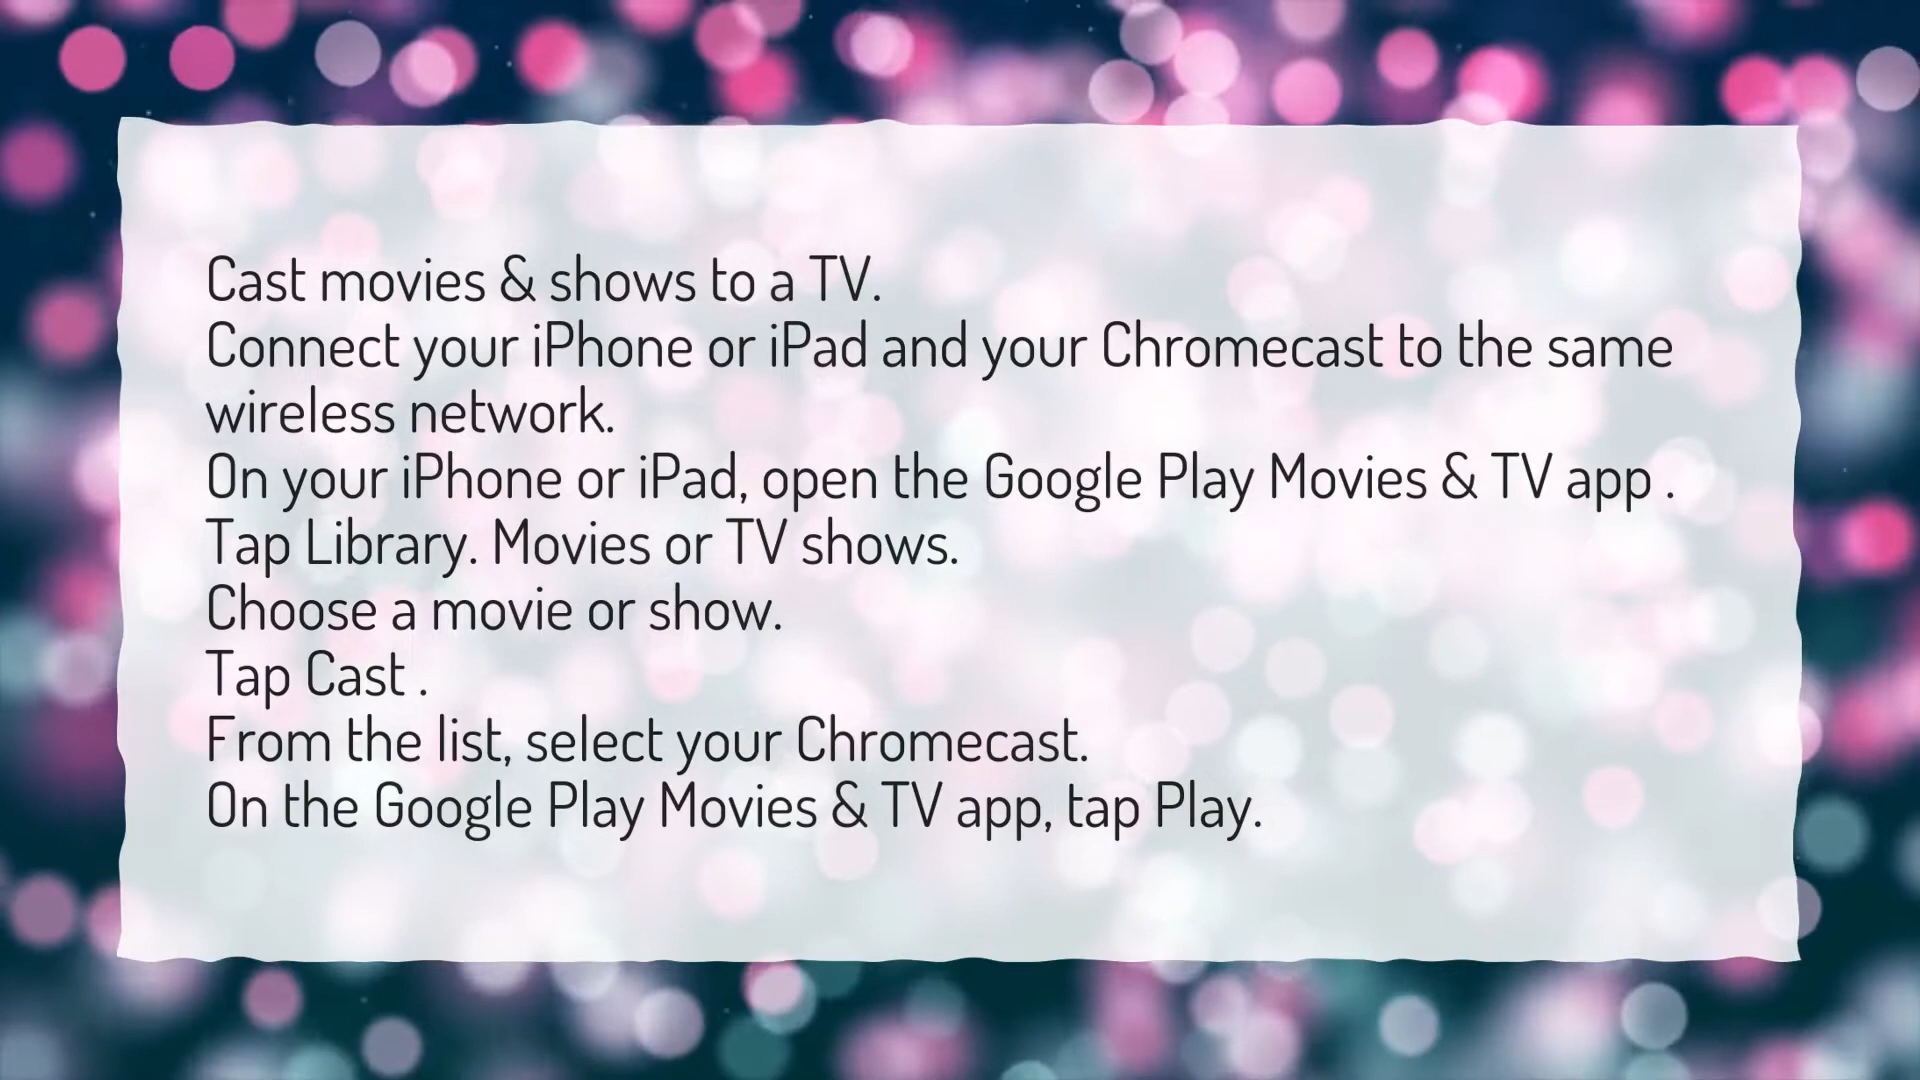 Cast movies & shows to a TV.
Connect your iPhone or iPad and your Chromecast to the same
wireless network.
On your iPhone or iPad, open the Google Play Movies & TV app .
Tap Library. Movies or TV shows.
Choose a movie or show.
Tap Cast .
From the list, select your Chromecast.
On the Google Play Movies & TV app, tap Play.